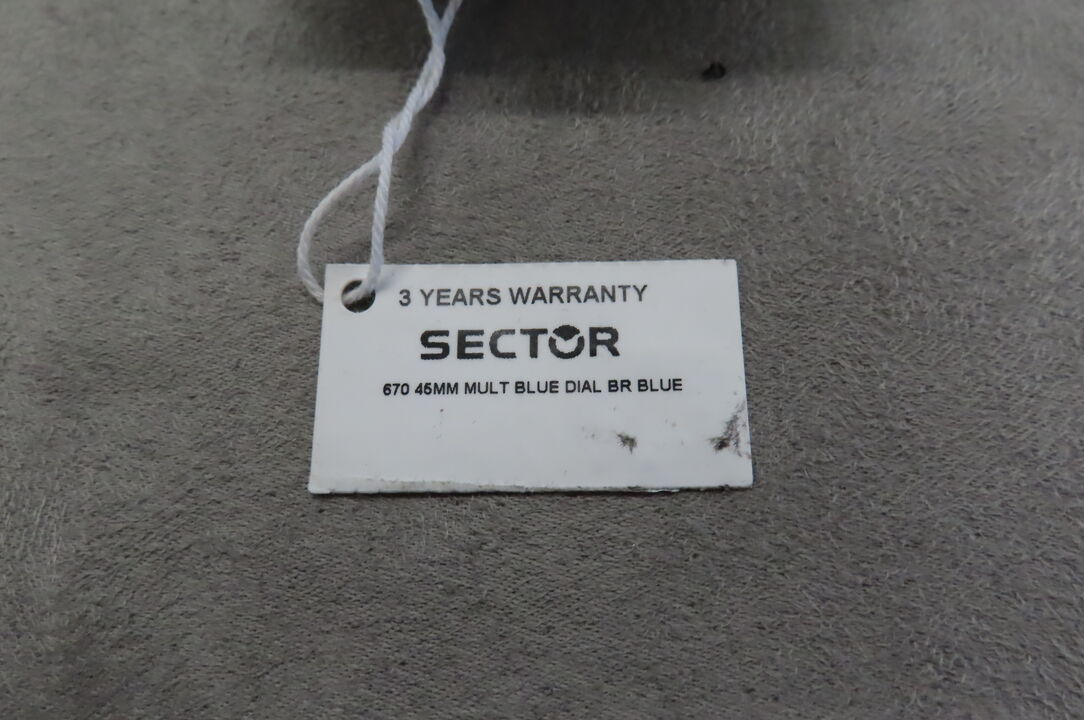 3 YEARS WARRANTY
SECTOR
670 45MM MULT BLUE DIAL BR BLUE